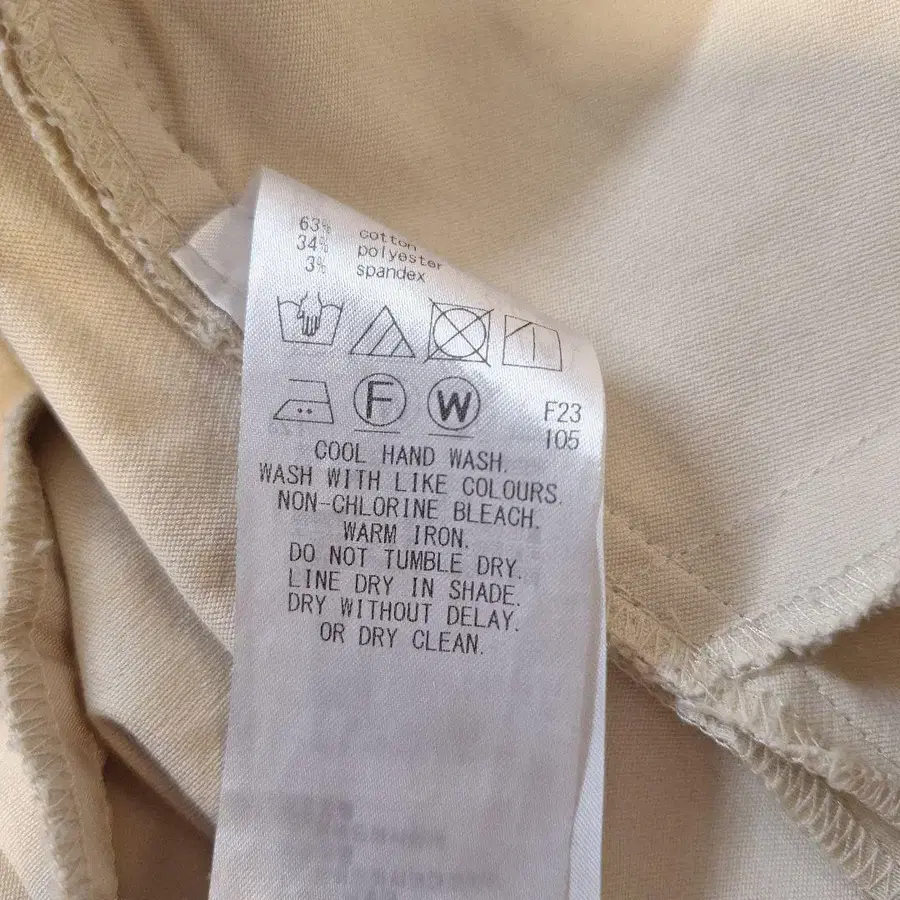 63% cotton
34% polyester
3% spandex
F W
F23
105
COOL HAND WASH.
WASH WITH LIKE COLOURS.
NON-CHLORINE BLEACH.
WARM IRON.
DO NOT TUMBLE DRY.
LINE DRY IN SHADE.
DRY WITHOUT DELAY.
OR DRY CLEAN.